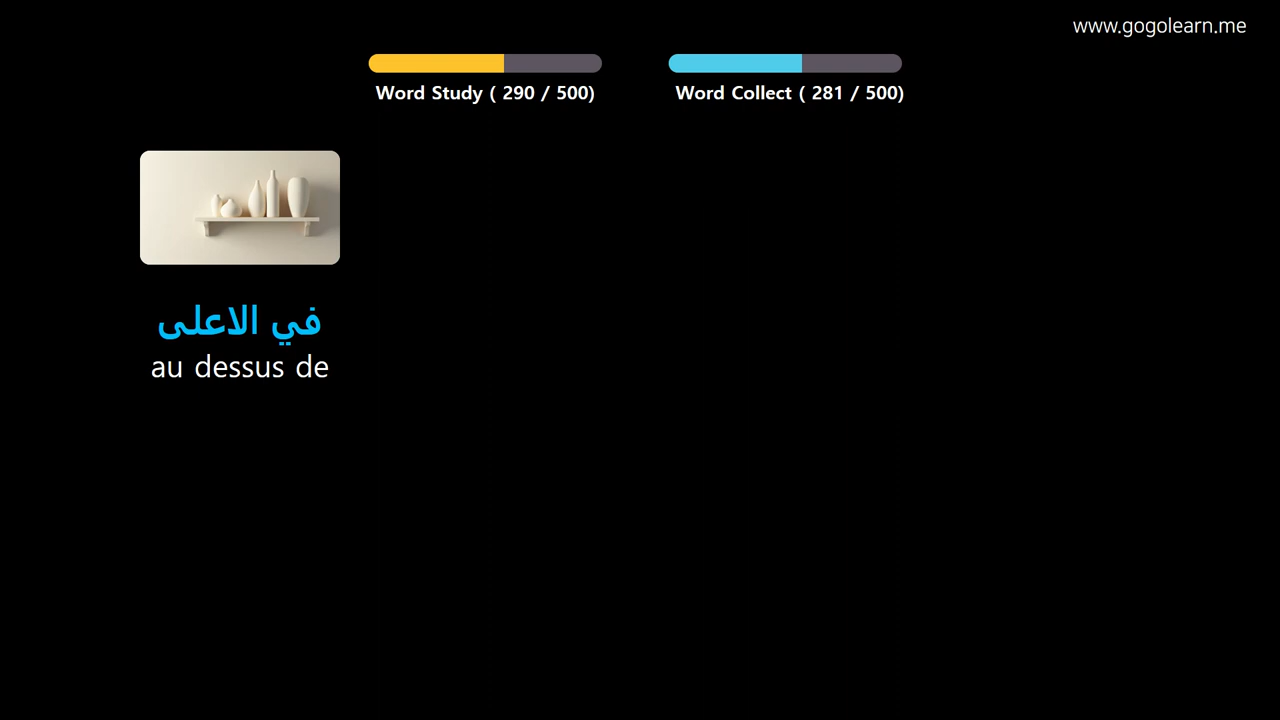 www.gogolearn.me
Word Study ( 290 / 500)
Word Collect ( 281 / 500)
في الاعلى
au dessus de